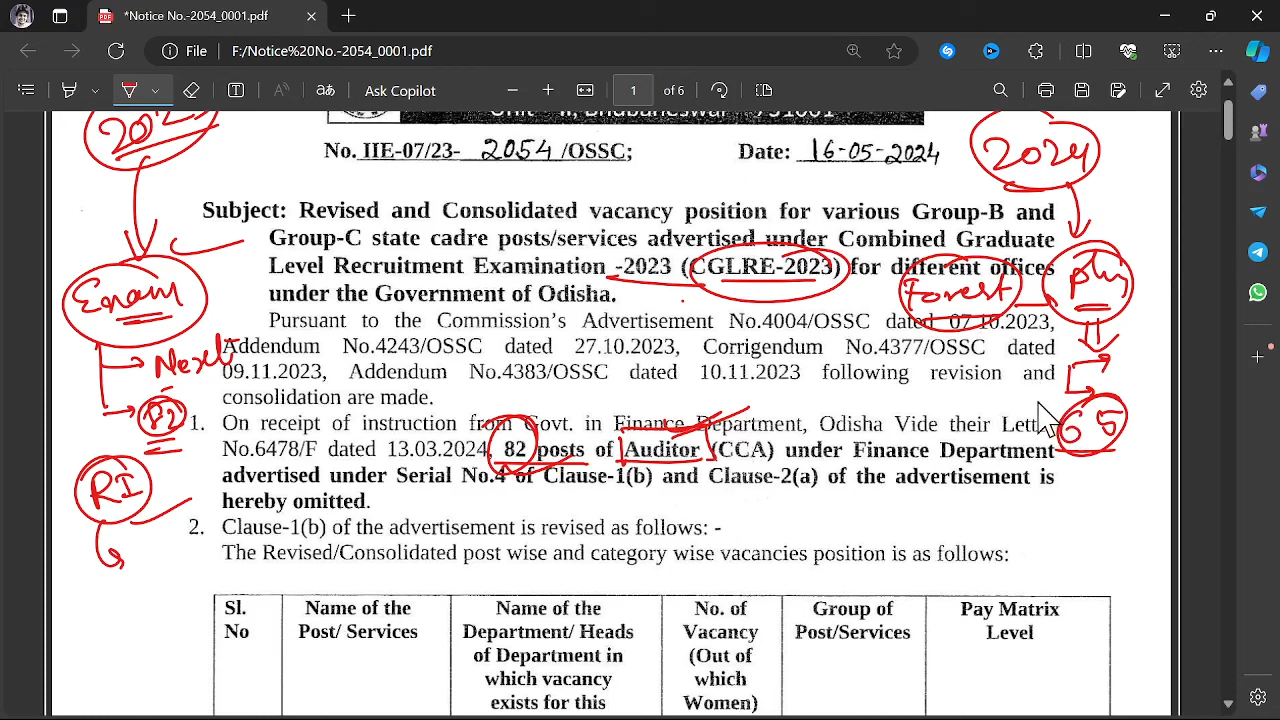 *Notice No.-2054_0001.pdf
File F:/Notice%20No.-2054_0001.pdf
Ask Copilot 1 of 6
No. IIE-07/23- 2054 /OSSC; Date: 16-05-2024
2024
Subject: Revised and Consolidated vacancy position for various Group-B and
Group-C state cadre posts/services advertised under Combined Graduate
Level Recruitment Examination -2023 (CGLRE-2023) for different offices
under the Government of Odisha.
Exam
Forest
Pursuant to the Commission's Advertisement No.4004/OSSC dated 07.10.2023,
Addendum No.4243/OSSC dated 27.10.2023, Corrigendum No.4377/OSSC dated
09.11.2023, Addendum No.4383/OSSC dated 10.11.2023 following revision and
consolidation are made.
82
65
1. On receipt of instruction from Govt. in Finance Department, Odisha Vide their
No.6478/F dated 13.03.2024, 82 posts of Auditor (CCA) under Finance Department
advertised under Serial No.4 of Clause-1(b) and Clause-2(a) of the advertisement is
hereby omitted.
RI
2. Clause-1(b) of the advertisement is revised as follows: -
The Revised/Consolidated post wise and category wise vacancies position is as follows:
Sl. No
Name of the Post/ Services
Name of the Department/ Heads of Department in which vacancy exists for this
No. of Vacancy (Out of which Women)
Group of Post/Services
Pay Matrix Level